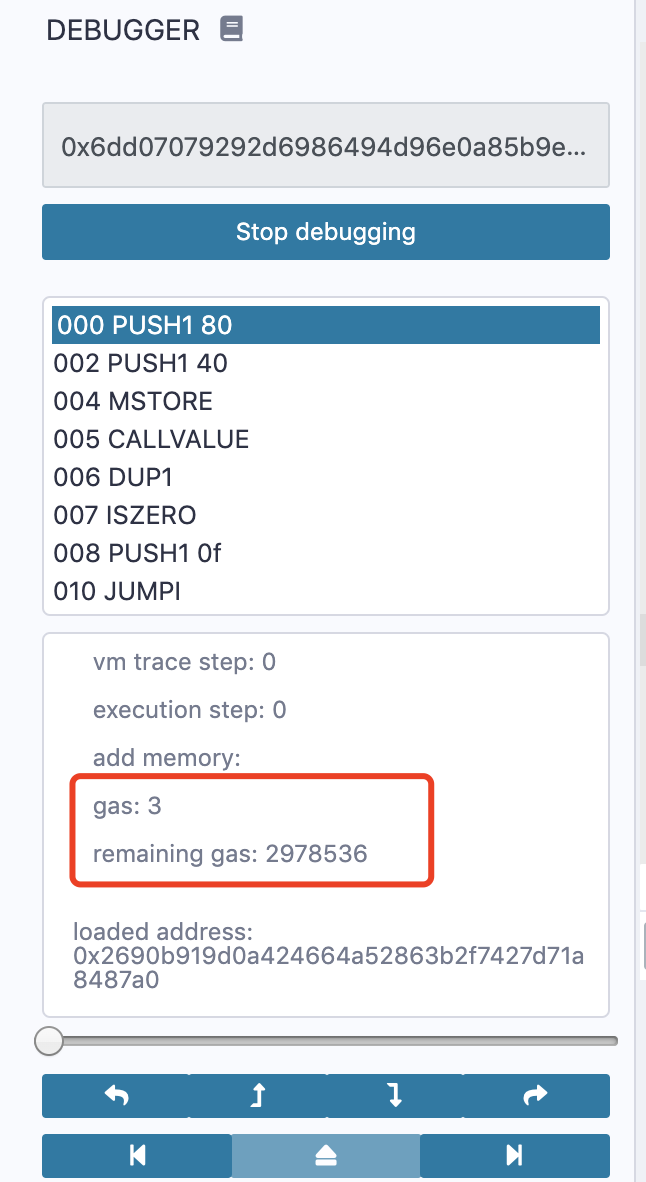 DEBUGGER
0x6dd07079292d6986494d96e0a85b9e...
Stop debugging
000 PUSH1 80
002 PUSH1 40
004 MSTORE
005 CALLVALUE
006 DUP1
007 ISZERO
008 PUSH1 0f
010 JUMPI
vm trace step: 0
execution step: 0
add memory:
gas: 3
remaining gas: 2978536
loaded address:
0x2690b919d0a424664a52863b2f7427d71a
8487a0